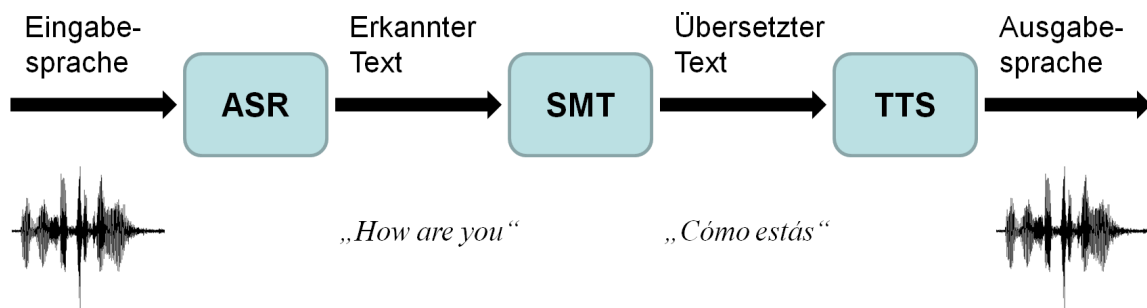 Eingabe-
sprache
ASR
Erkannter
Text
SMT
Übersetzter
Text
TTS
Ausgabe-
sprache
„How are you“
„Cómo estás“